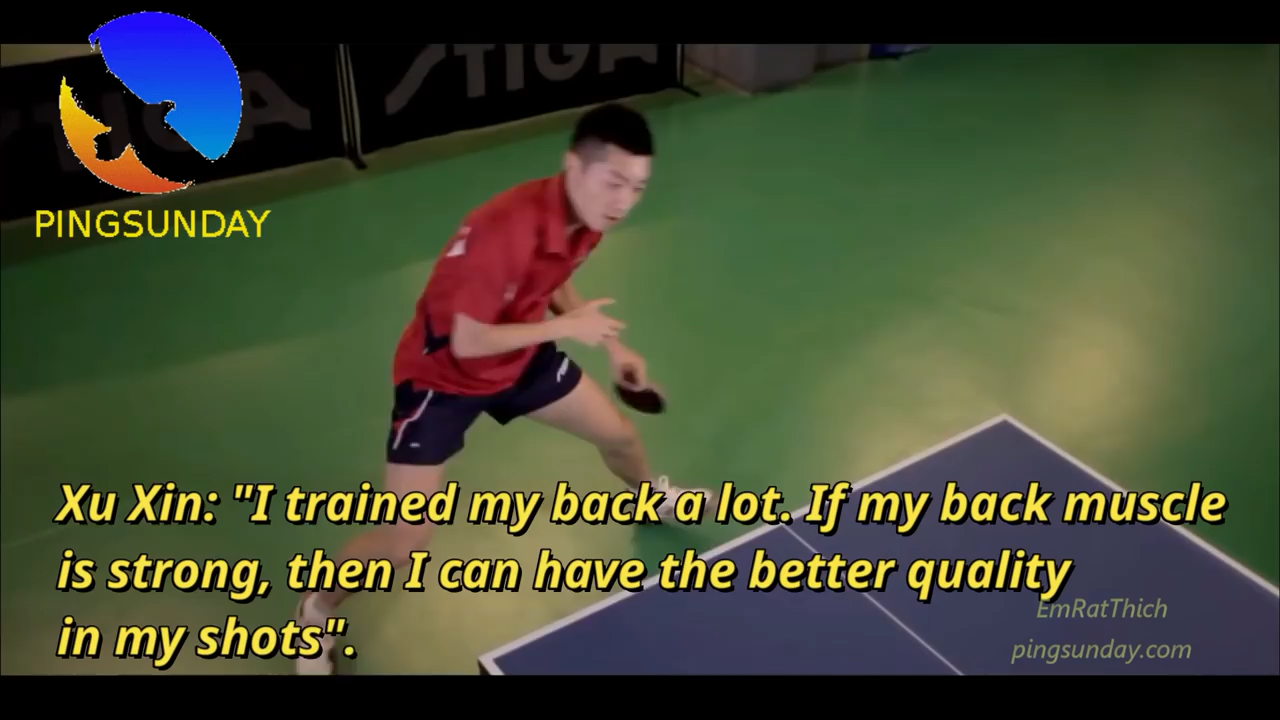 STIGA
STIGA
PINGSUNDAY
Xu Xin: "I trained my back a lot. If my back muscle
is strong, then I can have the better quality
in my shots".
EmRatThich
pingsunday.com